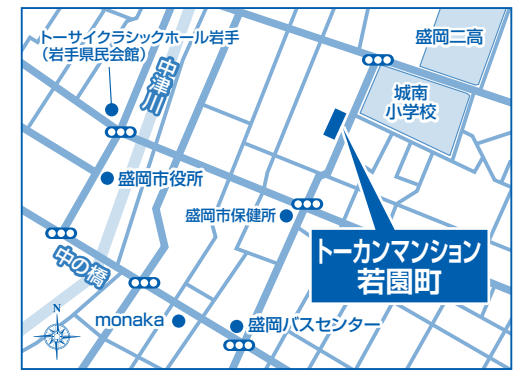 トーサイクラシックホール岩手
（岩手県民会館）
盛岡二高
中津川
城南
小学校
盛岡市役所
盛岡市保健所
トーカンマンション
若園町
中の橋
monaka
盛岡バスセンター
N